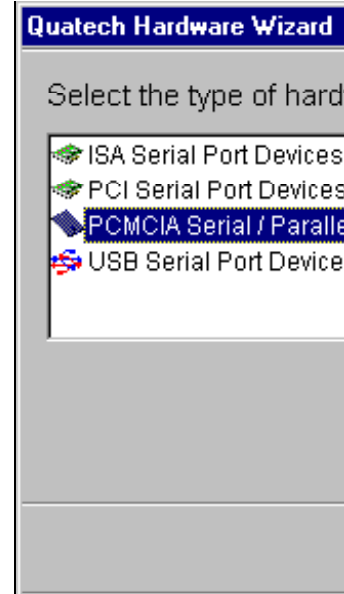 Quatech Hardware Wizard
Select the type of hard
ISA Serial Port Devices
PCI Serial Port Devices
PCMCIA Serial / Paralle
USB Serial Port Device